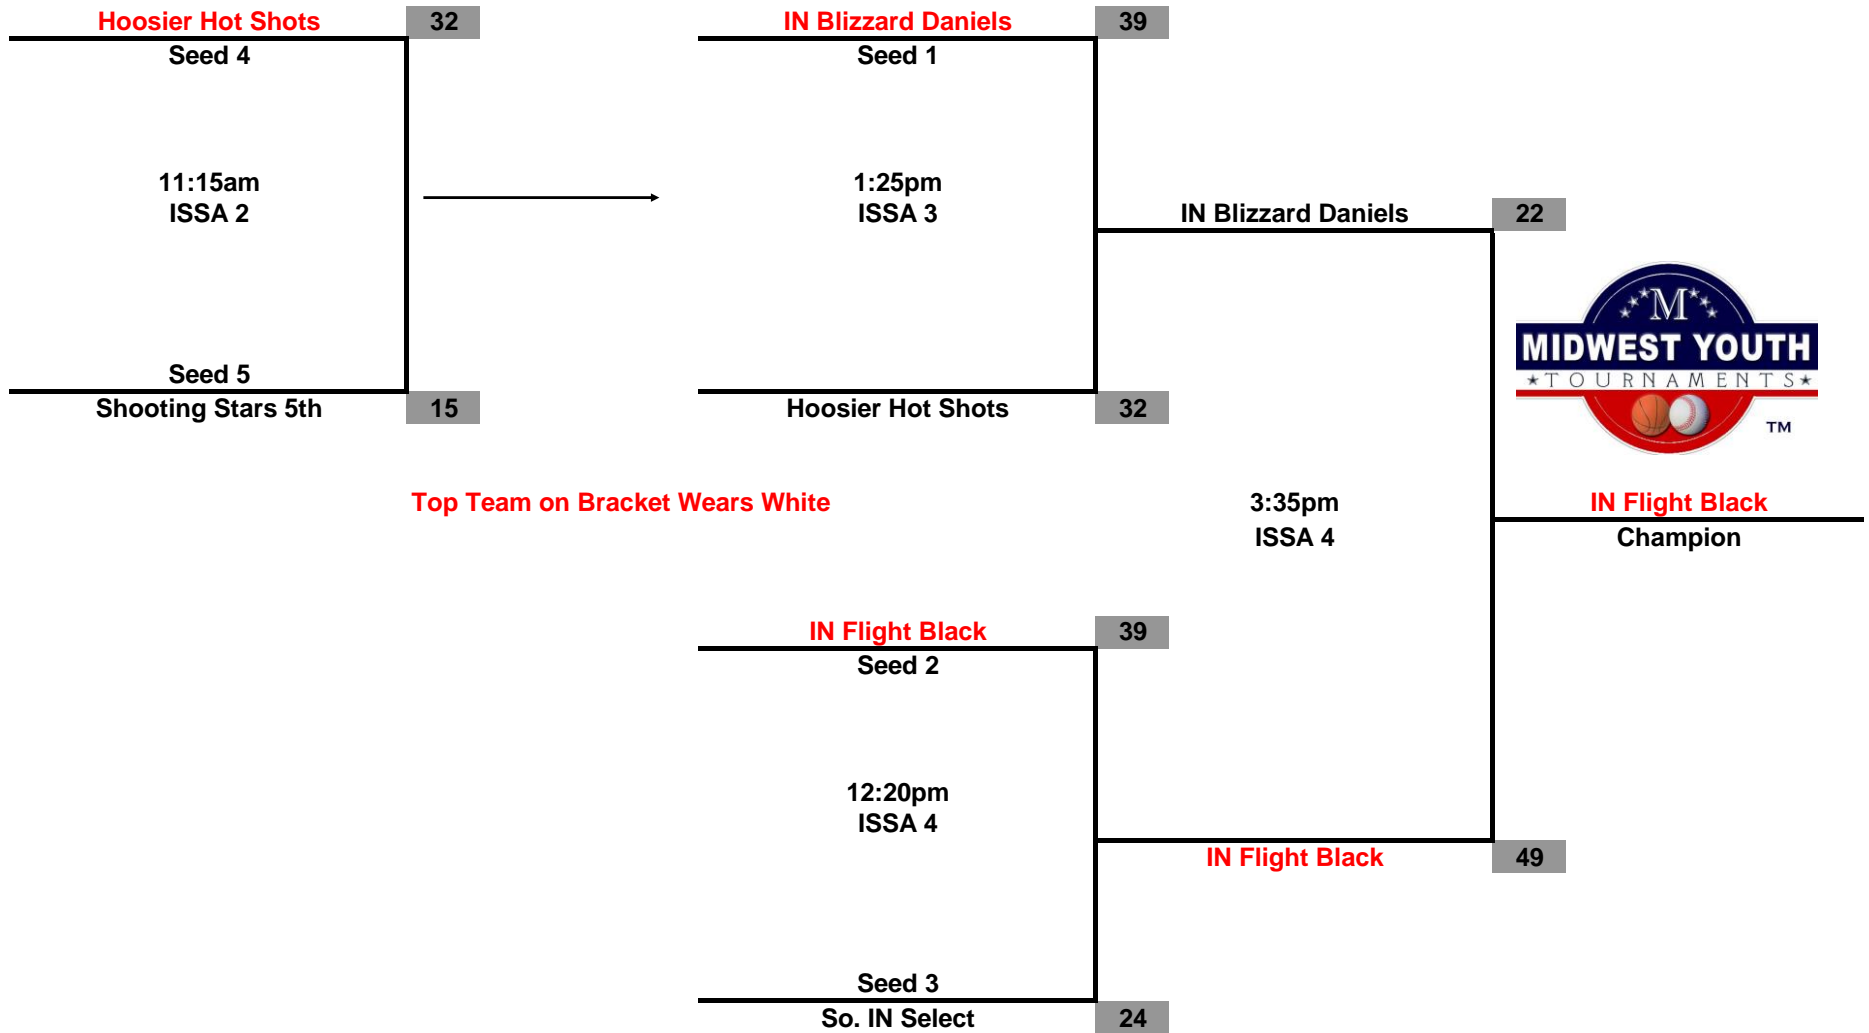 Hoosier Hot Shots 32
Seed 4
11:15am
ISSA 2
Seed 5
Shooting Stars 5th 15
IN Blizzard Daniels 39
Seed 1
1:25pm
ISSA 3
Hoosier Hot Shots 32
IN Blizzard Daniels 22
M
MIDWEST YOUTH
TOURNAMENTS
TM
Top Team on Bracket Wears White
3:35pm
ISSA 4
IN Flight Black
Champion
IN Flight Black 39
Seed 2
12:20pm
ISSA 4
IN Flight Black 49
Seed 3
So. IN Select 24